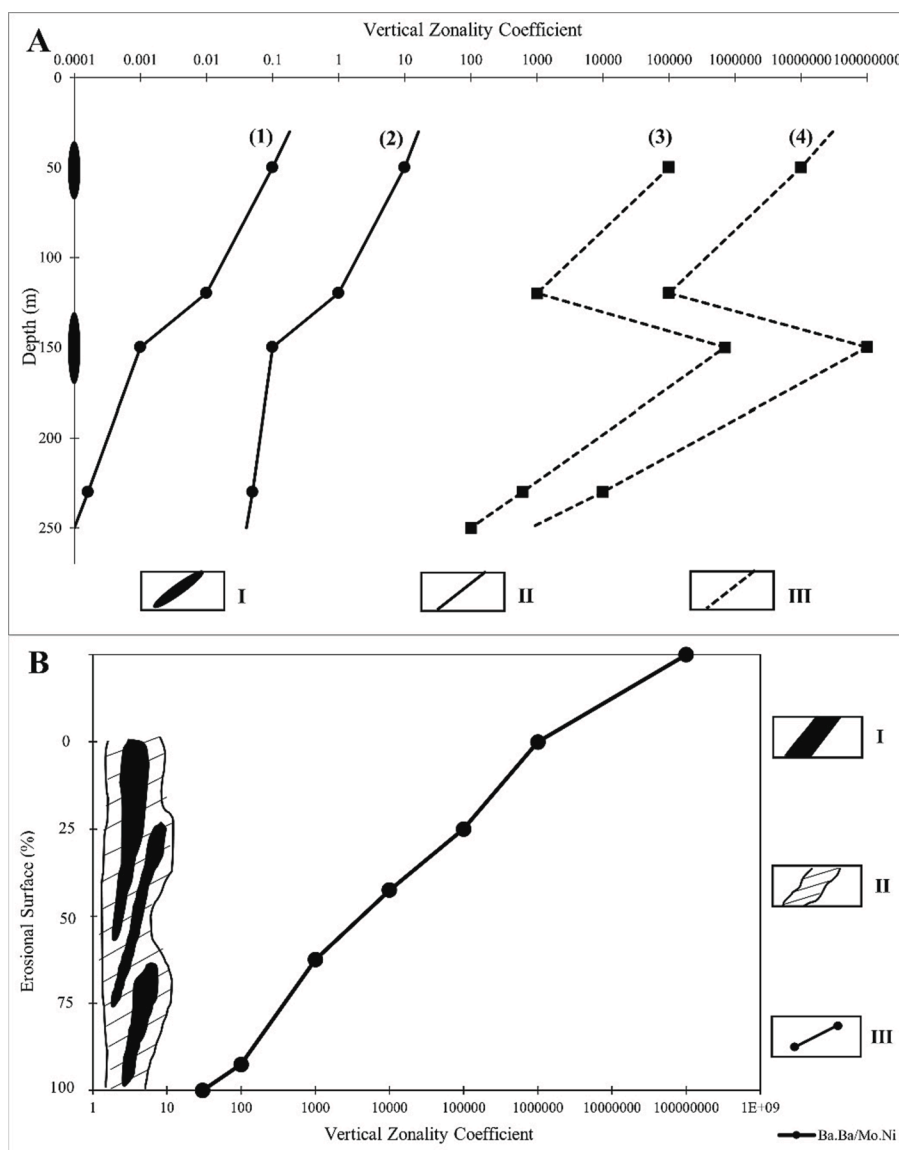 A
Vertical Zonality Coefficient
0.0001 0.001 0.01 0.1 1 10 100 1000 10000 100000 1000000 10000000 100000000
0
(1) (2) (3) (4)
50
100
Depth (m)
150
200
250
I II III
B
0
25
Erosional Surface (%)
50
75
100
1 10 100 1000 10000 100000 1000000 10000000 100000000 1E+09
Vertical Zonality Coefficient
I
II
III
Ba.Ba/Mo.Ni